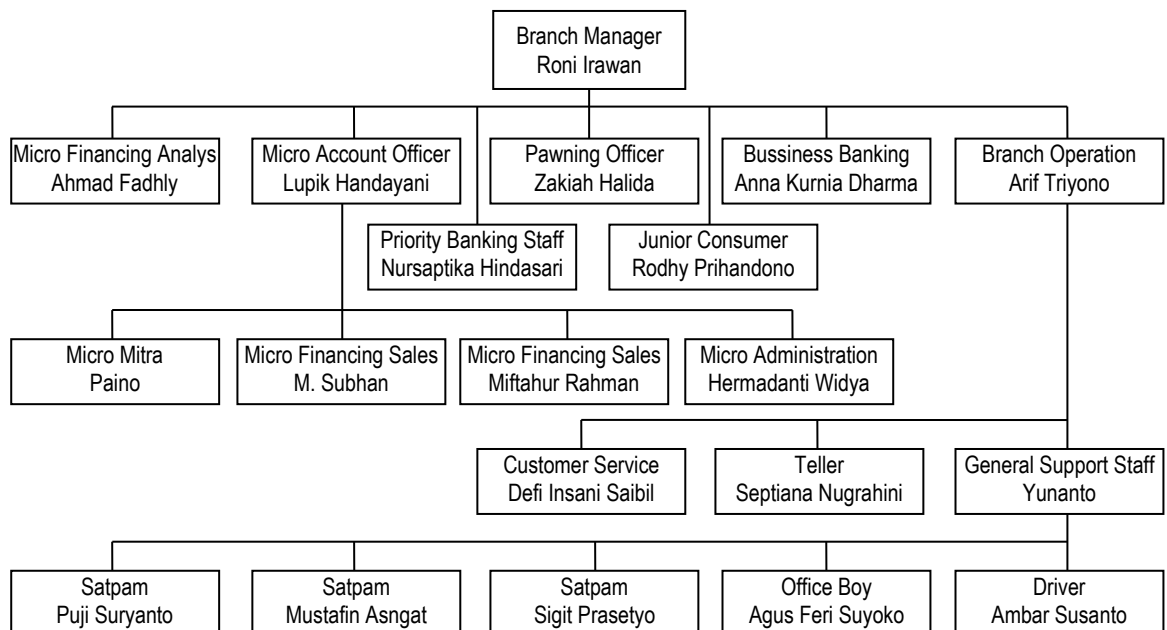 Branch Manager
Roni Irawan
Micro Financing Analys
Ahmad Fadhly
Micro Account Officer
Lupik Handayani
Pawning Officer
Zakiah Halida
Bussiness Banking
Anna Kurnia Dharma
Branch Operation
Arif Triyono
Priority Banking Staff
Nursaptika Hindasari
Junior Consumer
Rodhy Prihandono
Micro Mitra
Paino
Micro Financing Sales
M. Subhan
Micro Financing Sales
Miftahur Rahman
Micro Administration
Hermadanti Widya
Customer Service
Defi Insani Saibil
Teller
Septiana Nugrahini
General Support Staff
Yunanto
Satpam
Puji Suryanto
Satpam
Mustafin Asngat
Satpam
Sigit Prasetyo
Office Boy
Agus Feri Suyoko
Driver
Ambar Susanto